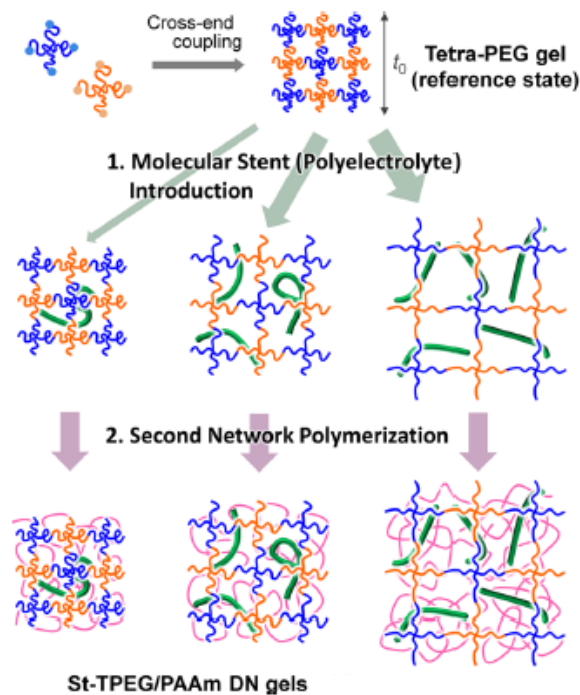 Cross-end
coupling
t₀
Tetra-PEG gel
(reference state)
1. Molecular Stent (Polyelectrolyte)
Introduction
2. Second Network Polymerization
St-TPEG/PAAm DN gels